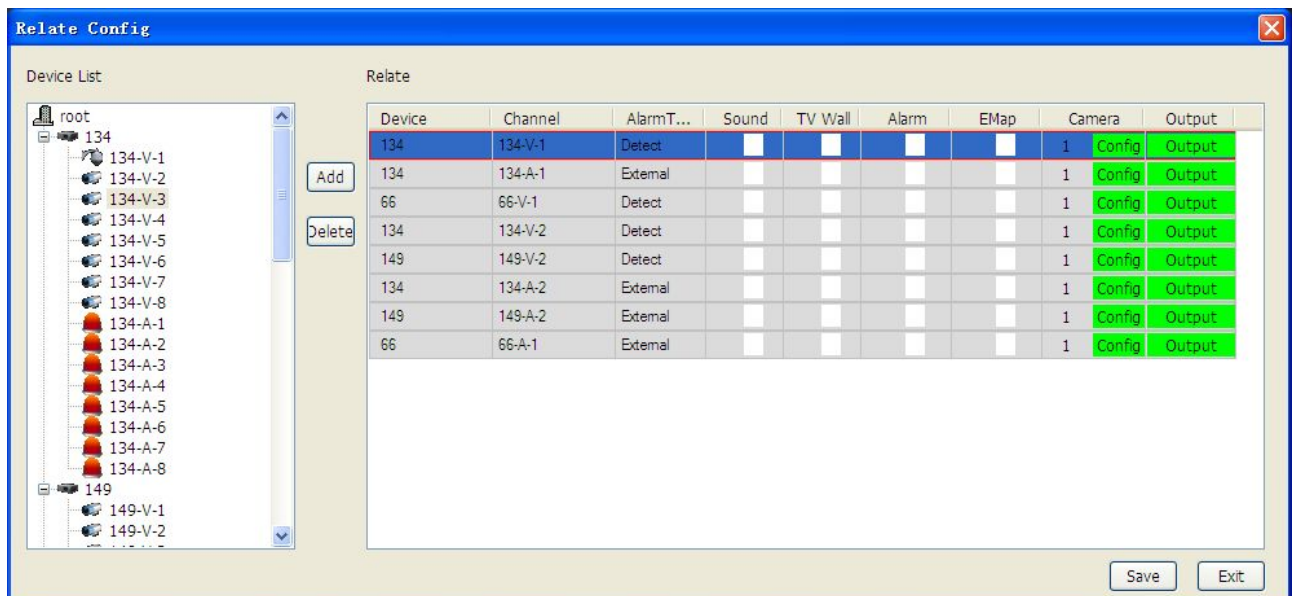 Relate Config
Device List
Relate
root
134
134-V-1
134-V-2
134-V-3
134-V-4
134-V-5
134-V-6
134-V-7
134-V-8
134-A-1
134-A-2
134-A-3
134-A-4
134-A-5
134-A-6
134-A-7
134-A-8
149
149-V-1
149-V-2
Add
Delete
Device Channel AlarmT... Sound TV Wall Alarm EMap Camera Output
134 134-V-1 Detect 1 Config Output
134 134-A-1 External 1 Config Output
66 66-V-1 Detect 1 Config Output
134 134-V-2 Detect 1 Config Output
149 149-V-2 Detect 1 Config Output
134 134-A-2 External 1 Config Output
149 149-A-2 External 1 Config Output
66 66-A-1 External 1 Config Output
Save Exit